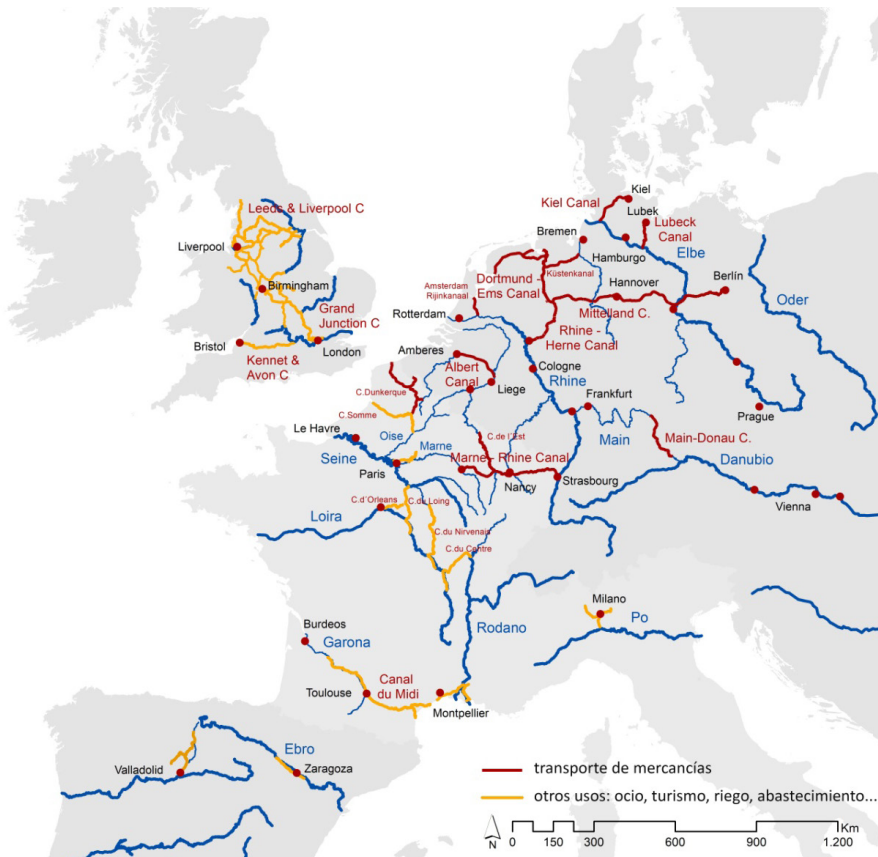 Kiel
Kiel Canal
Lubek
Leeds & Liverpool C
Bremen
Lubeck
Canal
Liverpool
Hamburgo
Elbe
Küstenkanal
Dortmund -
Ems Canal
Hannover
Berlín
Birmingham
Amsterdam
Rijinkanaal
Oder
Grand
Junction C
Rotterdam
Mittelland C.
Rhine -
Herne Canal
Bristol
London
Amberes
Kennet &
Avon C
Albert
Canal
Cologne
Liege
Rhine
C.Dunkerque
Frankfurt
Prague
C.Somme
Le Havre
Oise
C.de l'Est
Main
Main-Donau C.
Seine
Marne
Marne - Rhine Canal
Danubio
Paris
Nancy
Strasbourg
C.d´Orleans
C.du Loing
Vienna
Loira
C.du Nirvenais
C.du Centre
Milano
Burdeos
Rodano
Po
Garona
Canal
du Midi
Toulouse
Montpellier
Ebro
Valladolid
Zaragoza
transporte de mercancías
otros usos: ocio, turismo, riego, abastecimiento...
N
Km
0 150 300 600 900 1.200